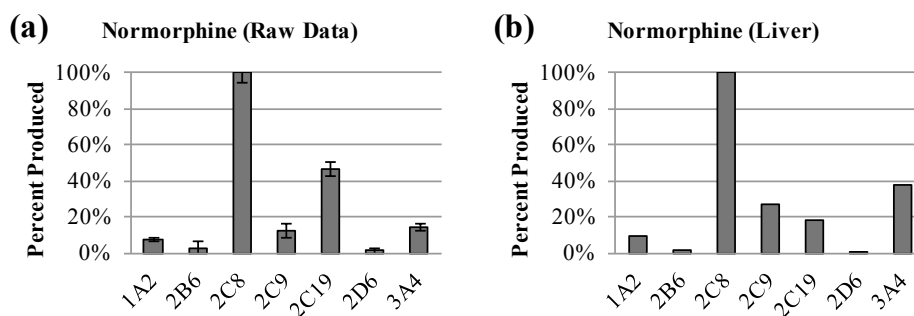 (a) Normorphine (Raw Data)
Percent Produced
100%
80%
60%
40%
20%
0%
1A2 2B6 2C8 2C9 2C19 2D6 3A4
(b) Normorphine (Liver)
Percent Produced
100%
80%
60%
40%
20%
0%
1A2 2B6 2C8 2C9 2C19 2D6 3A4